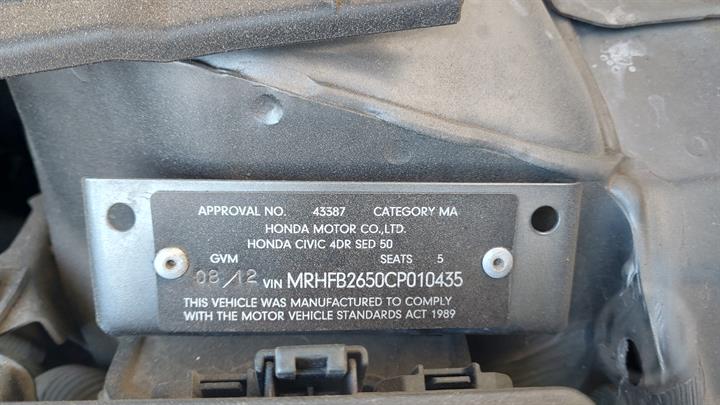 APPROVAL NO. 43387 CATEGORY MA
HONDA MOTOR CO.,LTD.
HONDA CIVIC 4DR SED 50
GVM SEATS 5
08/12 VIN MRHFB2650CP010435
THIS VEHICLE WAS MANUFACTURED TO COMPLY
WITH THE MOTOR VEHICLE STANDARDS ACT 1989